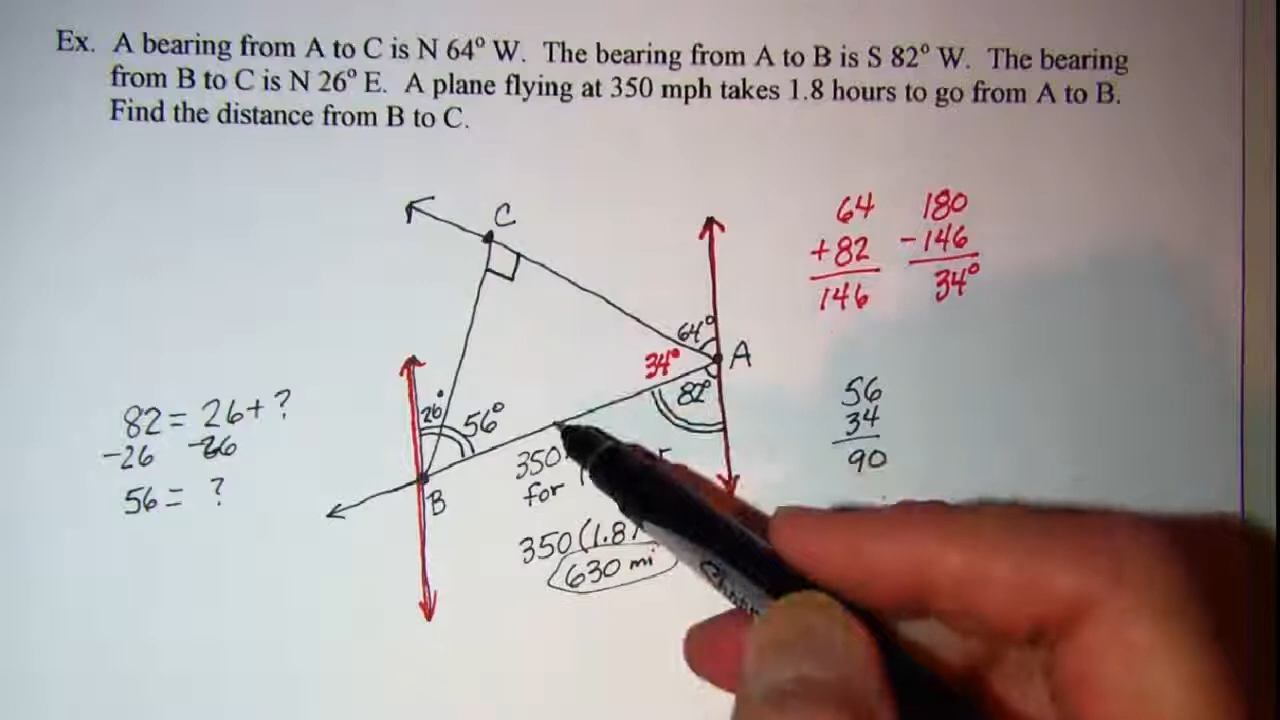 Ex. A bearing from A to C is N 64° W. The bearing from A to B is S 82° W. The bearing
from B to C is N 26° E. A plane flying at 350 mph takes 1.8 hours to go from A to B.
Find the distance from B to C.
C
64 180
+82 -146
146 34°
64°
A
34°
82°
82 = 26 + ?
-26 -26
56 = ?
26° 56°
B
56
34
90
350
for
350(1.8)
630 mi